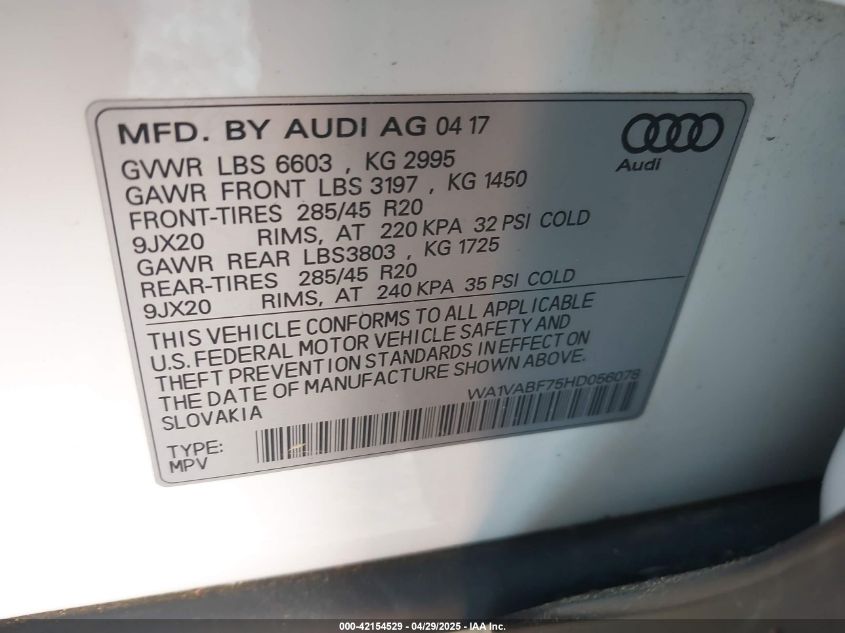 MFD. BY AUDI AG 04 17
Audi
GVWR LBS 6603 , KG 2995
GAWR FRONT LBS 3197 , KG 1450
FRONT-TIRES 285/45 R20
9JX20 RIMS, AT 220 KPA 32 PSI COLD
GAWR REAR LBS3803 , KG 1725
REAR-TIRES 285/45 R20
9JX20 RIMS, AT 240 KPA 35 PSI COLD
THIS VEHICLE CONFORMS TO ALL APPLICABLE
U.S. FEDERAL MOTOR VEHICLE SAFETY AND
THEFT PREVENTION STANDARDS IN EFFECT ON
THE DATE OF MANUFACTURE SHOWN ABOVE.
SLOVAKIA
WA1VABF75HD056078
TYPE:
MPV
000-42154529 - 04/29/2025 - IAA Inc.